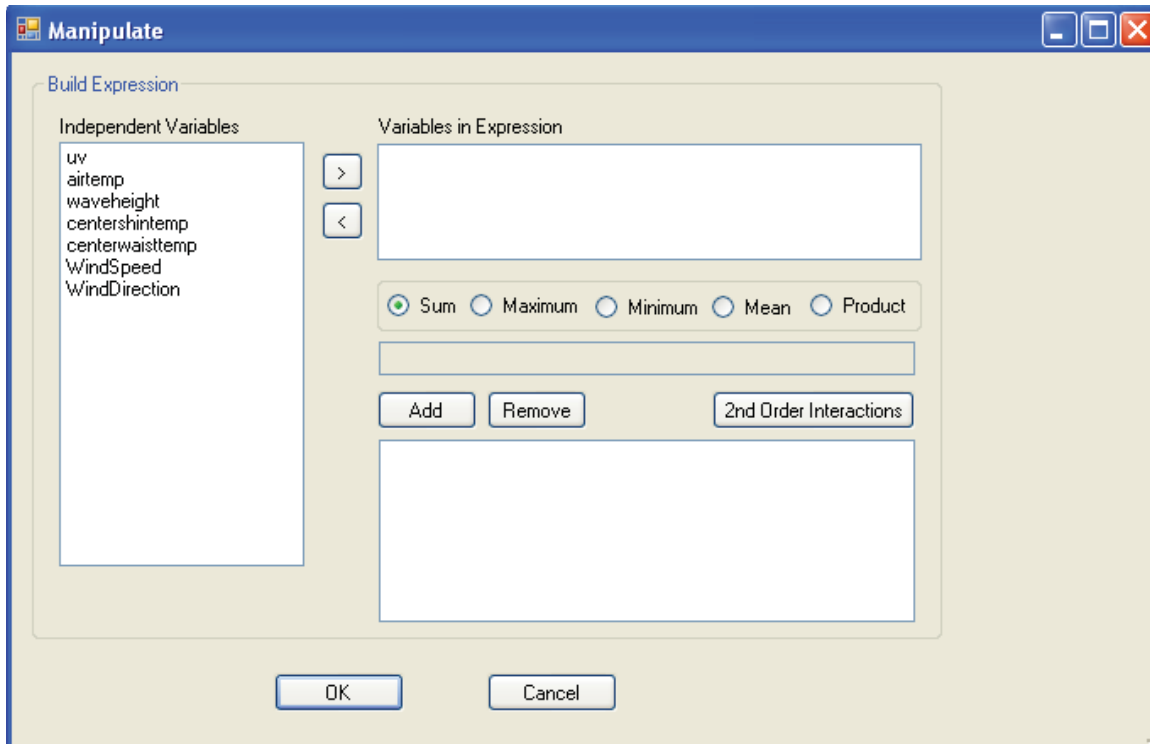 Manipulate
Build Expression
Independent Variables
uv
airtemp
waveheight
centershintemp
centerwaisttemp
WindSpeed
WindDirection
>
<
Variables in Expression
Sum Maximum Minimum Mean Product
Add Remove 2nd Order Interactions
OK Cancel